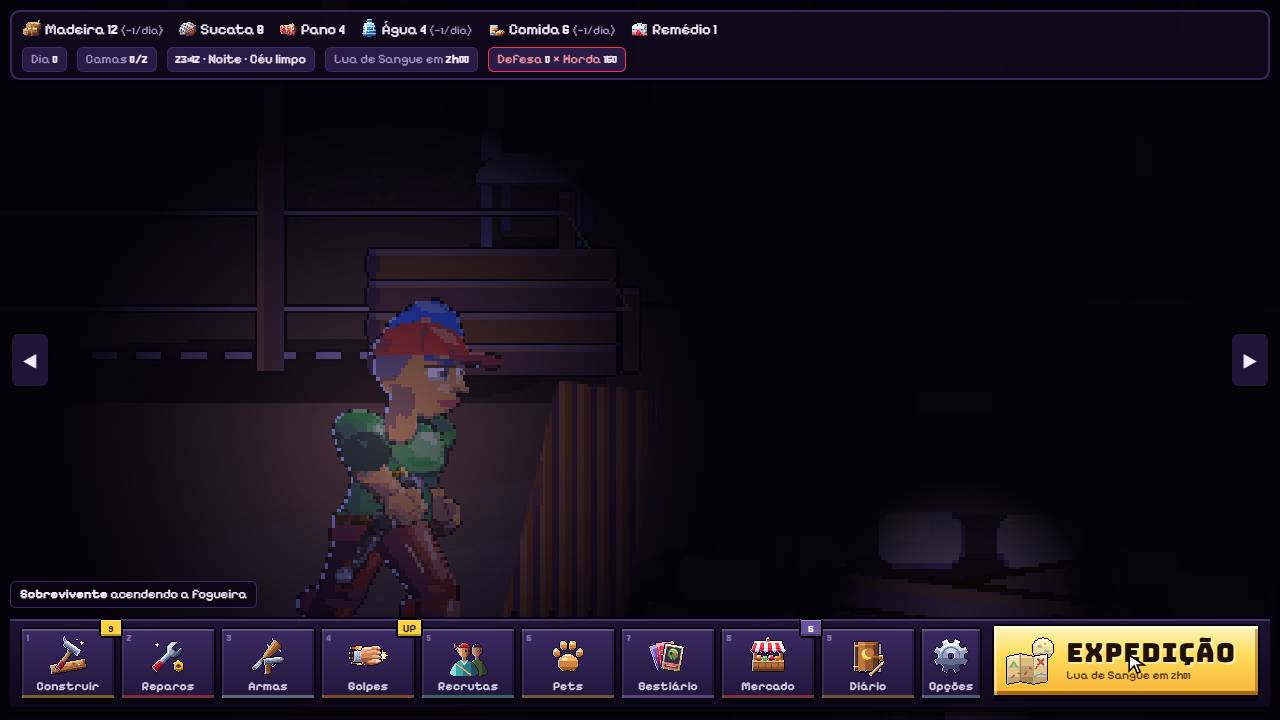 Madeira 12 (-1/dia) Sucata 8 Pano 4 Água 4 (-1/dia) Comida 6 (-1/dia) Remédio 1
Dia 0 Camas 0/2 23:42 · Noite · Céu limpo Lua de Sangue em 2h00 Defesa 0 × Horda 160
Sobrevivente acendendo a fogueira
9 UP 6
1 2 3 4 5 6 7 8 9
Construir Reparos Armas Golpes Recrutas Pets Bestiário Mercado Diário Opções
EXPEDIÇÃO
Lua de Sangue em 2h01